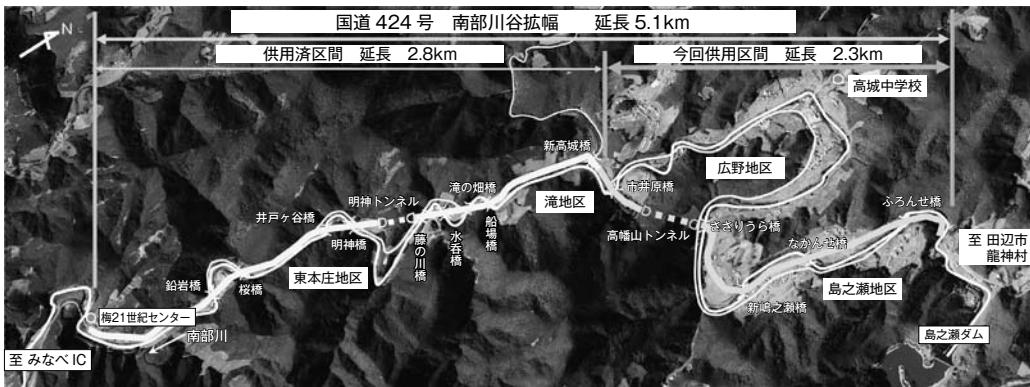 国道424号 南部川谷拡幅 延長5.1km
供用済区間 延長 2.8km
今回供用区間 延長 2.3km
N
高城中学校
新高城橋
広野地区
市井原橋
滝の畑橋
滝地区
明神トンネル
井戸ヶ谷橋
ふろんせ橋
ささりうら橋
高幡山トンネル
なかんせ橋
至 田辺市
龍神村
船場橋
水呑橋
藤の川橋
明神橋
東本庄地区
鉛岩橋
桜橋
島之瀬地区
新嶋之瀬橋
梅21世紀センター
南部川
島之瀬ダム
至 みなべIC